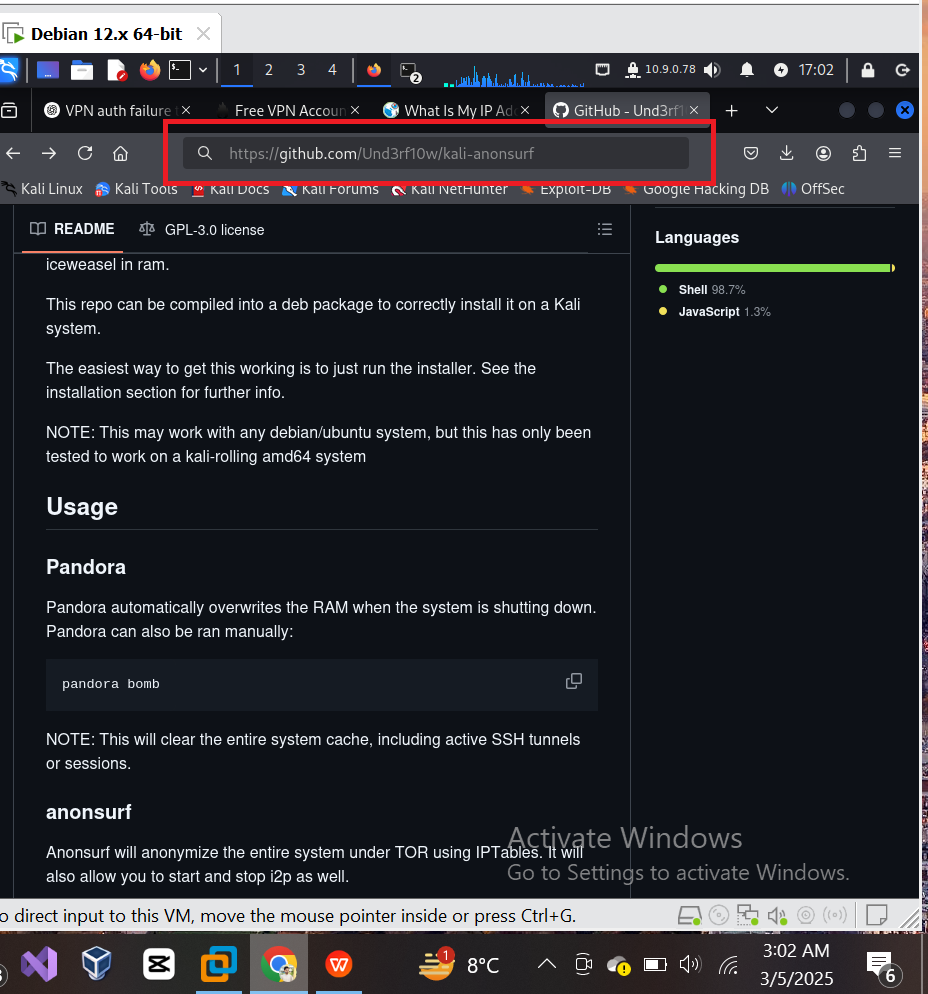 Debian 12.x 64-bit
1 2 3 4 2 10.9.0.78 17:02
VPN auth failure
Free VPN Accoun
What Is My IP Ad
GitHub - Und3rf1
https://github.com/Und3rf10w/kali-anonsurf
Kali Linux Kali Tools Kali Docs Kali Forums Kali NetHunter Exploit-DB Google Hacking DB OffSec
README GPL-3.0 license
iceweasel in ram.
This repo can be compiled into a deb package to correctly install it on a Kali
system.
The easiest way to get this working is to just run the installer. See the
installation section for further info.
NOTE: This may work with any debian/ubuntu system, but this has only been
tested to work on a kali-rolling amd64 system
Usage
Pandora
Pandora automatically overwrites the RAM when the system is shutting down.
Pandora can also be ran manually:
pandora bomb
NOTE: This will clear the entire system cache, including active SSH tunnels
or sessions.
anonsurf
Anonsurf will anonymize the entire system under TOR using IPTables. It will
also allow you to start and stop i2p as well.
Languages
Shell 98.7%
JavaScript 1.3%
Activate Windows
Go to Settings to activate Windows.
o direct input to this VM, move the mouse pointer inside or press Ctrl+G.
1 8°C
3:02 AM
3/5/2025
6